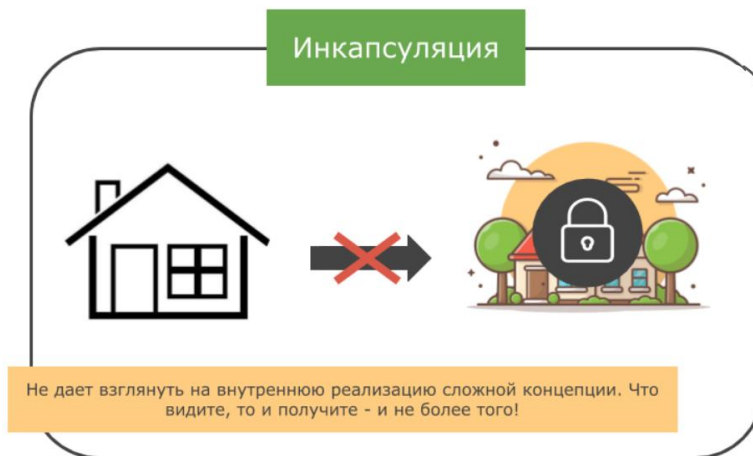 Инкапсуляция
Не дает взглянуть на внутреннюю реализацию сложной концепции. Что
видите, то и получите - и не более того!